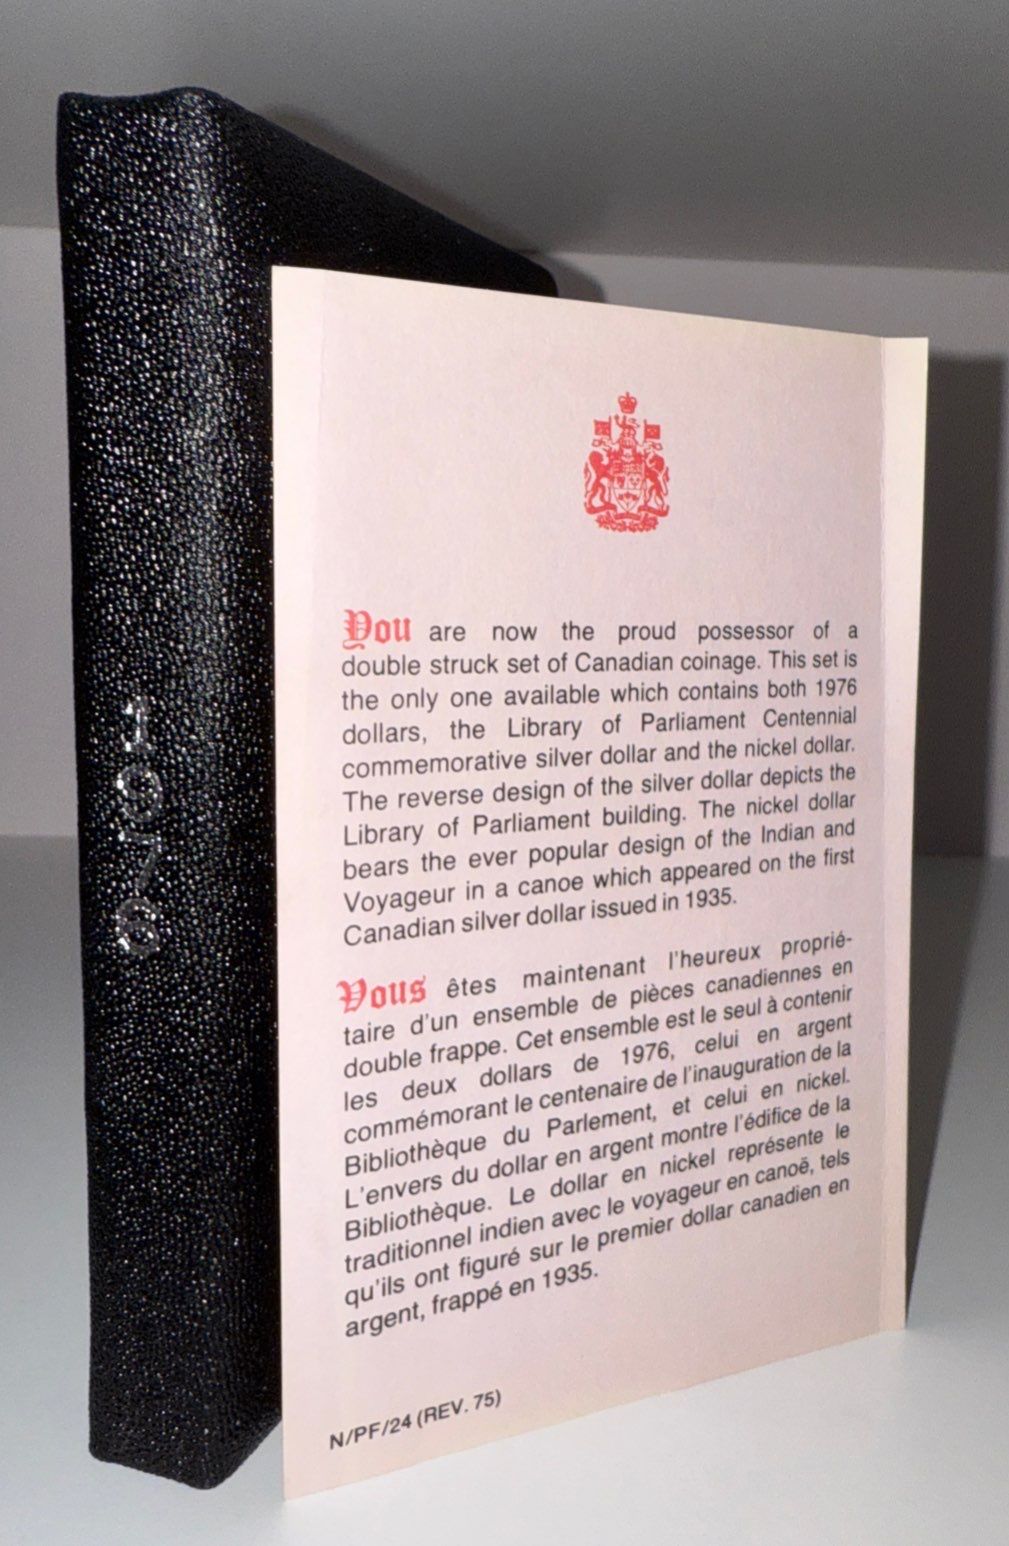 1976
You are now the proud possessor of a
double struck set of Canadian coinage. This set is
the only one available which contains both 1976
dollars, the Library of Parliament Centennial
commemorative silver dollar and the nickel dollar.
The reverse design of the silver dollar depicts the
Library of Parliament building. The nickel dollar
bears the ever popular design of the Indian and
Voyageur in a canoe which appeared on the first
Canadian silver dollar issued in 1935.
Vous êtes maintenant l'heureux proprié-
taire d'un ensemble de pièces canadiennes en
double frappe. Cet ensemble est le seul à contenir
les deux dollars de 1976, celui en argent
commémorant le centenaire de l'inauguration de la
Bibliothèque du Parlement, et celui en nickel.
L'envers du dollar en argent montre l'édifice de la
Bibliothèque. Le dollar en nickel représente le
traditionnel indien avec le voyageur en canoë, tels
qu'ils ont figuré sur le premier dollar canadien en
argent, frappé en 1935.
N/PF/24 (REV. 75)